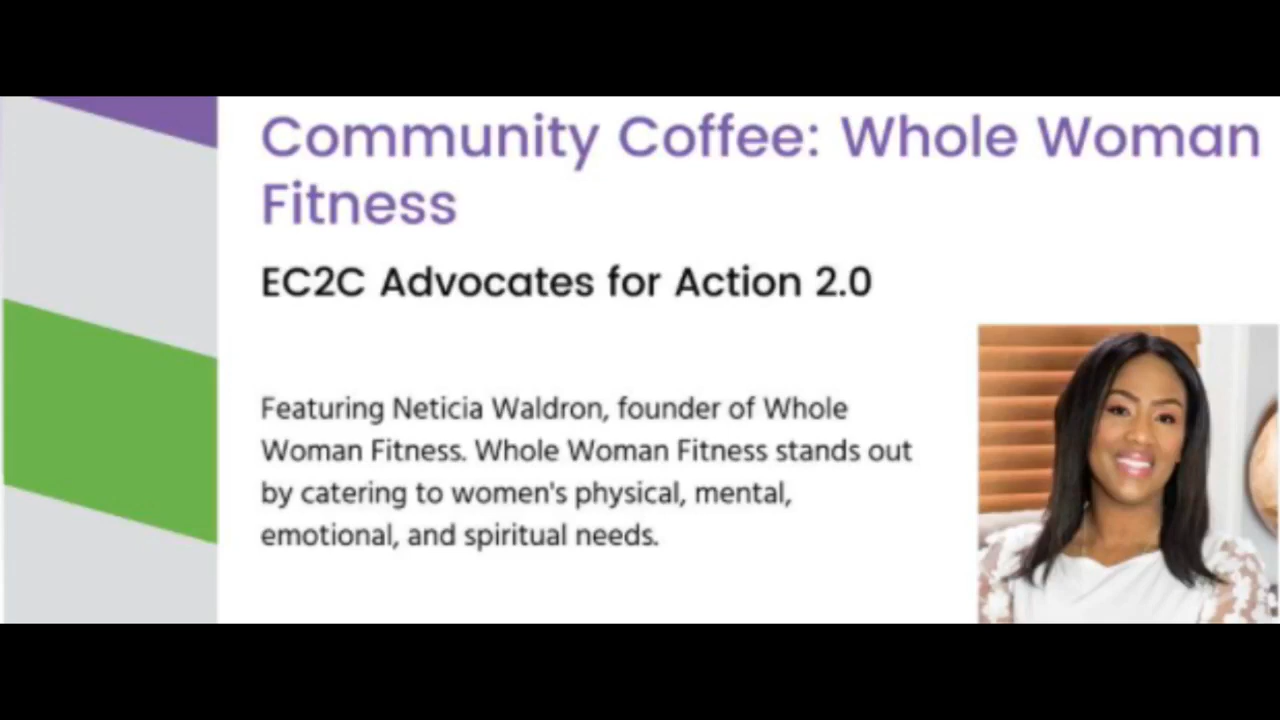 Community Coffee: Whole Woman
Fitness
EC2C Advocates for Action 2.0
Featuring Neticia Waldron, founder of Whole
Woman Fitness. Whole Woman Fitness stands out
by catering to women's physical, mental,
emotional, and spiritual needs.